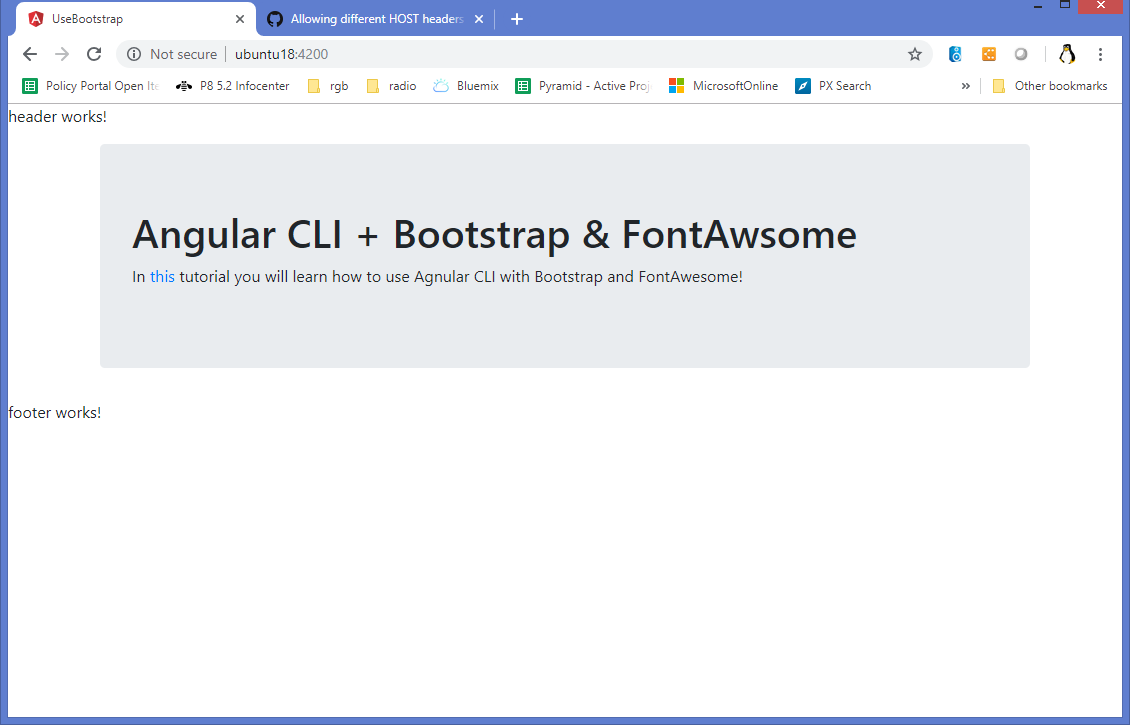 UseBootstrap
Allowing different HOST headers
Not secure
ubuntu18:4200
Policy Portal Open Ite
P8 5.2 Infocenter
rgb
radio
Bluemix
Pyramid - Active Proj
MicrosoftOnline
PX Search
»
Other bookmarks
header works!
Angular CLI + Bootstrap & FontAwsome
In this tutorial you will learn how to use Agnular CLI with Bootstrap and FontAwesome!
footer works!